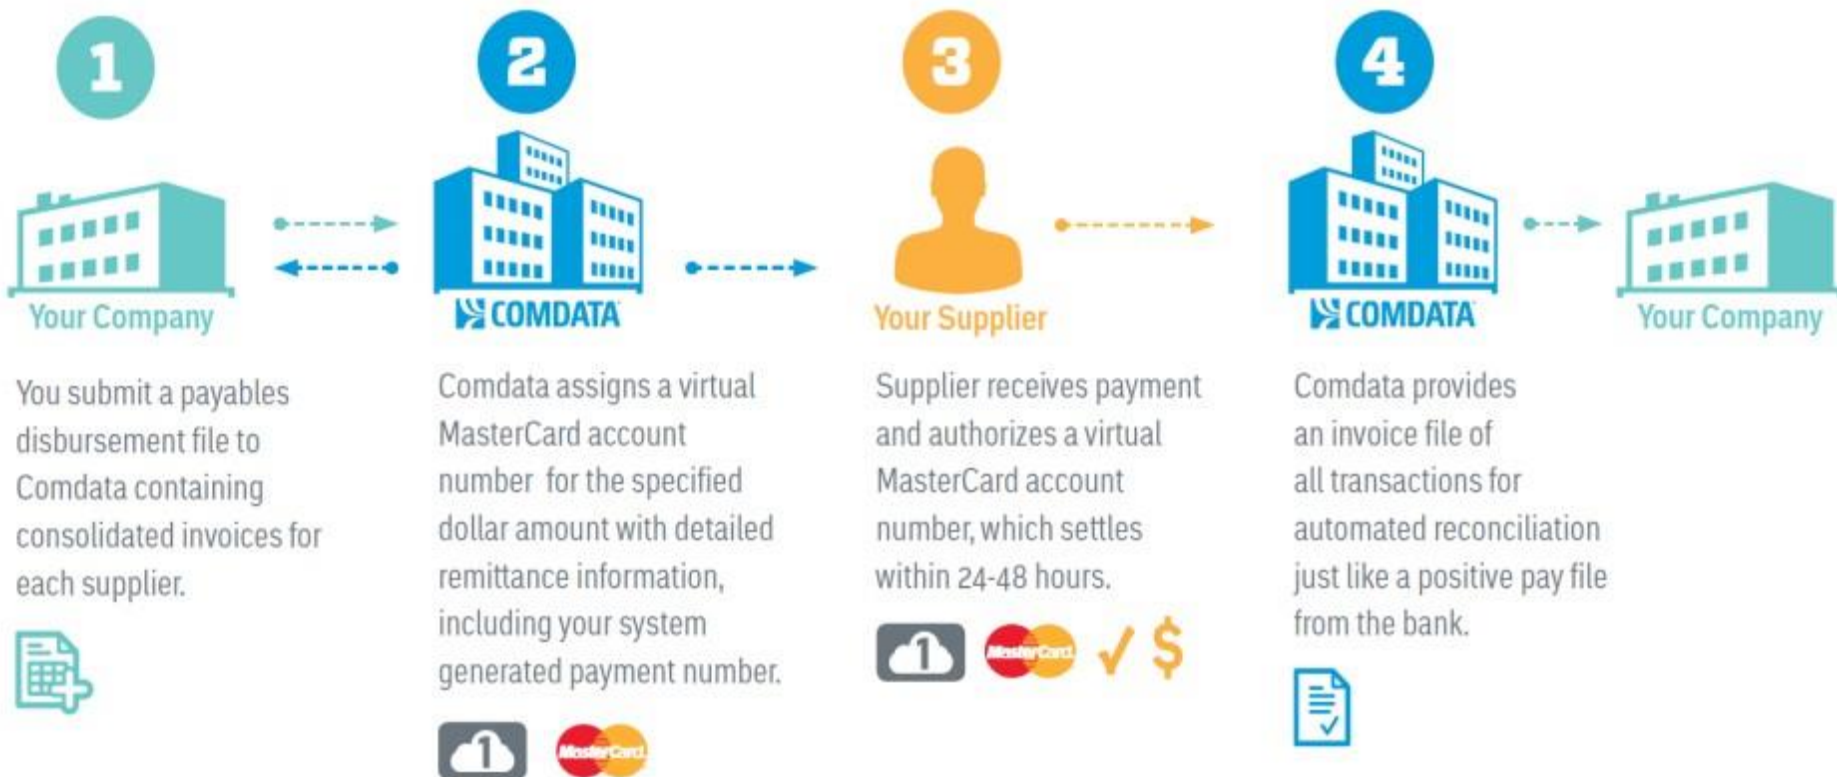 1
Your Company
You submit a payables
disbursement file to
Comdata containing
consolidated invoices for
each supplier.
2
COMDATA
Comdata assigns a virtual
MasterCard account
number for the specified
dollar amount with detailed
remittance information,
including your system
generated payment number.
1
MasterCard
3
Your Supplier
Supplier receives payment
and authorizes a virtual
MasterCard account
number, which settles
within 24-48 hours.
1
MasterCard
$
4
COMDATA
Your Company
Comdata provides
an invoice file of
all transactions for
automated reconciliation
just like a positive pay file
from the bank.